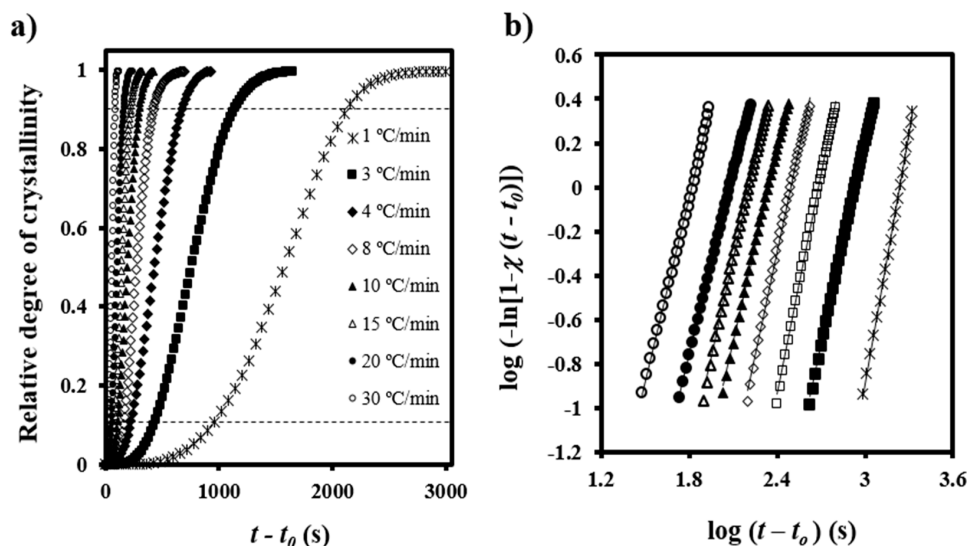 a)
Relative degree of crystallinity
1
0.8
0.6
0.4
0.2
0
1 ºC/min
3 ºC/min
4 ºC/min
8 ºC/min
10 ºC/min
15 ºC/min
20 ºC/min
30 ºC/min
0
1000
2000
3000
t - t0 (s)
b)
log (-ln[1-χ (t - t0)])
0.6
0.4
0.2
0
-0.2
-0.4
-0.6
-0.8
-1
-1.2
1.2
1.8
2.4
3
3.6
log (t – to ) (s)